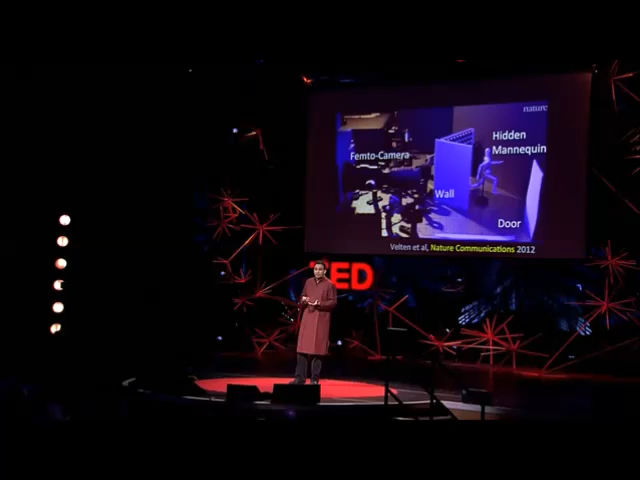 nature
Hidden
Mannequin
Femto-Camera
Wall
Door
Velten et al, Nature Communications 2012
TED